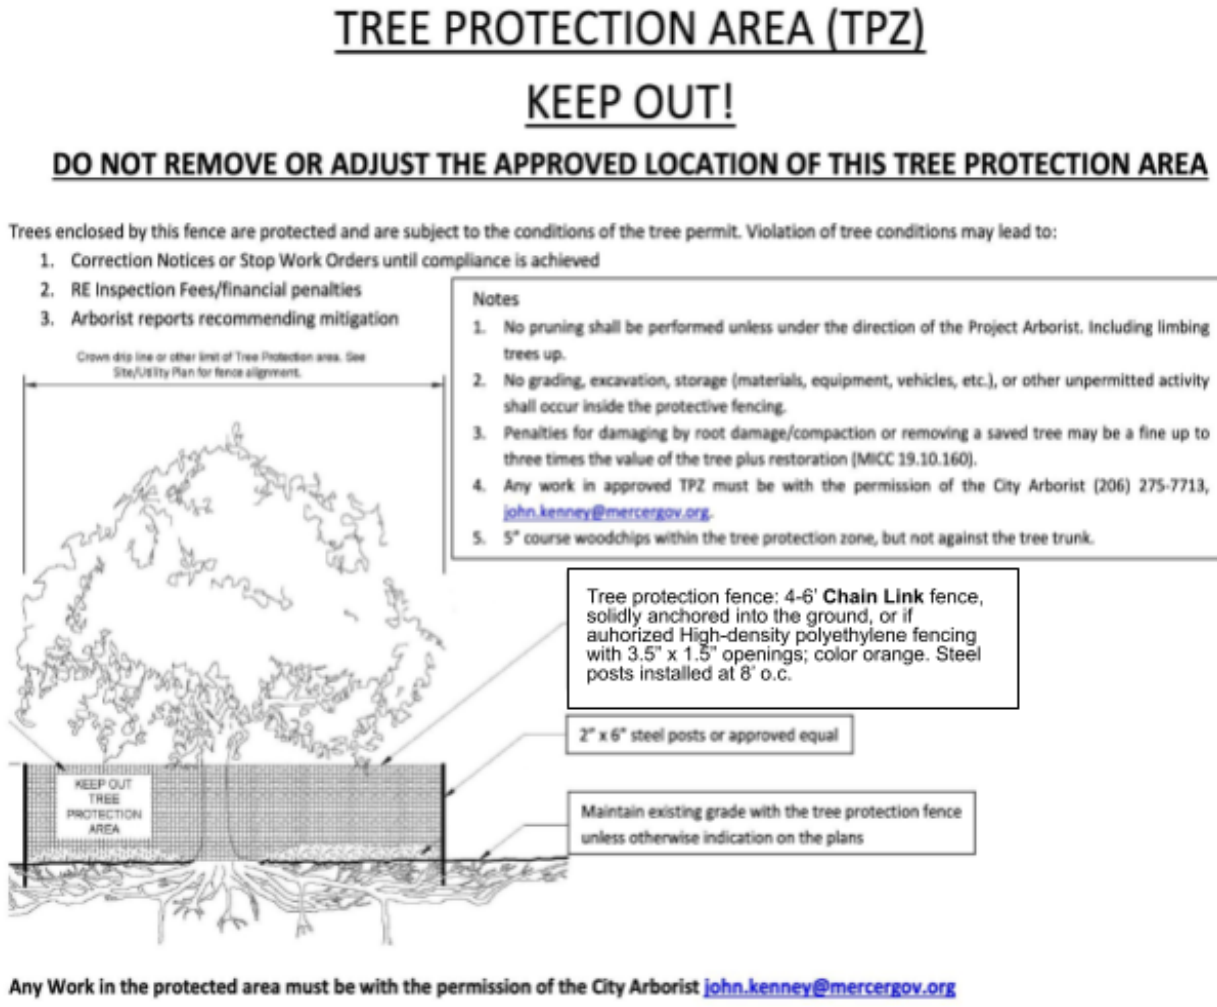 TREE PROTECTION AREA (TPZ)
KEEP OUT!
DO NOT REMOVE OR ADJUST THE APPROVED LOCATION OF THIS TREE PROTECTION AREA
Trees enclosed by this fence are protected and are subject to the conditions of the tree permit. Violation of tree conditions may lead to:
1. Correction Notices or Stop Work Orders until compliance is achieved
2. RE Inspection Fees/financial penalties
3. Arborist reports recommending mitigation
Crown drip line or other limit of Tree Protection area. See
Site/Utility Plan for fence alignment.
Notes
1. No pruning shall be performed unless under the direction of the Project Arborist. Including limbing
trees up.
2. No grading, excavation, storage (materials, equipment, vehicles, etc.), or other unpermitted activity
shall occur inside the protective fencing.
3. Penalties for damaging by root damage/compaction or removing a saved tree may be a fine up to
three times the value of the tree plus restoration (MICC 19.10.160).
4. Any work in approved TPZ must be with the permission of the City Arborist (206) 275-7713,
john.kenney@mercergov.org.
5. 5" course woodchips within the tree protection zone, but not against the tree trunk.
Tree protection fence: 4-6' Chain Link fence,
solidly anchored into the ground, or if
auhorized High-density polyethylene fencing
with 3.5" x 1.5" openings; color orange. Steel
posts installed at 8' o.c.
2" x 6" steel posts or approved equal
KEEP OUT
TREE
PROTECTION
AREA
Maintain existing grade with the tree protection fence
unless otherwise indication on the plans
Any Work in the protected area must be with the permission of the City Arborist john.kenney@mercergov.org